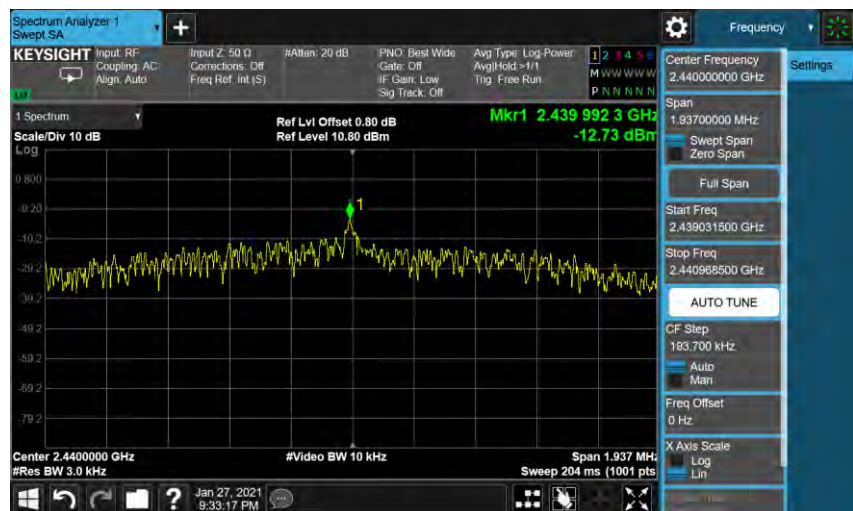 Spectrum Analyzer 1
Swept SA
Frequency
KEYSIGHT
Input: RF
Coupling: AC
Align: Auto
Input Z: 50 Ω
Corrections: Off
Freq Ref: Int (S)
#Atten: 20 dB
PNO: Best Wide
Gate: Off
IF Gain: Low
Sig Track: Off
Avg Type: Log-Power
Avg|Hold:>1/1
Trig: Free Run
1 2 3 4 5 6
M W W W W W
P N N N N N
Center Frequency
2.440000000 GHz
Settings
Span
1.93700000 MHz
Swept Span
Zero Span
Full Span
Start Freq
2.439031500 GHz
Stop Freq
2.440968500 GHz
AUTO TUNE
CF Step
193.700 kHz
Auto
Man
Freq Offset
0 Hz
X Axis Scale
Log
Lin
1 Spectrum
Scale/Div 10 dB
Ref Lvl Offset 0.80 dB
Ref Level 10.80 dBm
Mkr1 2.439 992 3 GHz
-12.73 dBm
Log
0.800
-9.20
1
-19.2
-29.2
-39.2
-49.2
-59.2
-69.2
-79.2
Center 2.4400000 GHz
#Res BW 3.0 kHz
#Video BW 10 kHz
Span 1.937 MHz
Sweep 204 ms (1001 pts
?
Jan 27, 2021
9:33:17 PM